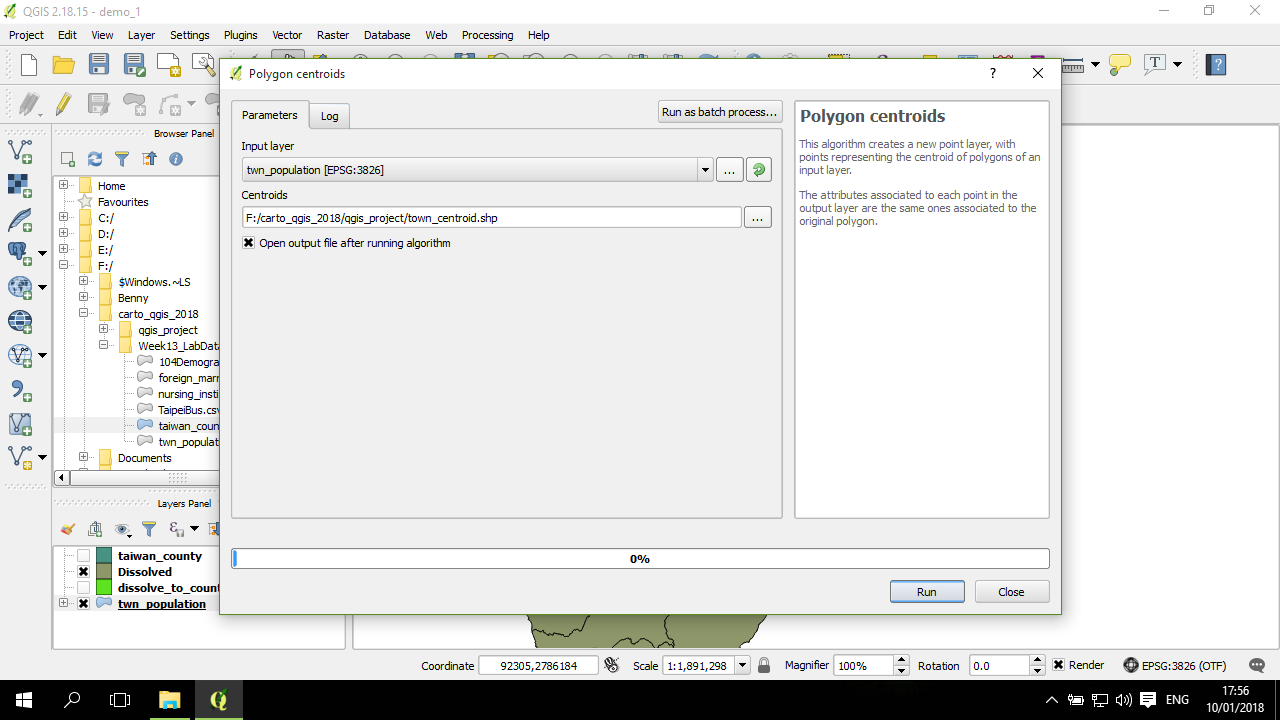 QGIS 2.18.15 - demo_1
Project Edit View Layer Settings Plugins Vector Raster Database Web Processing Help
Polygon centroids
?
Parameters
Log
Run as batch process...
Input layer
twn_population [EPSG:3826]
...
Centroids
F:/carto_qgis_2018/qgis_project/town_centroid.shp
...
Open output file after running algorithm
Polygon centroids
This algorithm creates a new point layer, with
points representing the centroid of polygons of an
input layer.
The attributes associated to each point in the
output layer are the same ones associated to the
original polygon.
0%
Run
Close
Browser Panel
Home
Favourites
C:/
D:/
E:/
F:/
$Windows.~LS
Benny
carto_qgis_2018
qgis_project
Week13_LabData
104Demogra
foreign_marr
nursing_insti
TaipeiBus.csv
taiwan_coun
twn_populati
Documents
Layers Panel
taiwan_county
Dissolved
dissolve_to_count
twn_population
Coordinate 92305,2786184 Scale 1:1,891,298 Magnifier 100% Rotation 0.0 Render EPSG:3826 (OTF)
ENG
17:56
10/01/2018